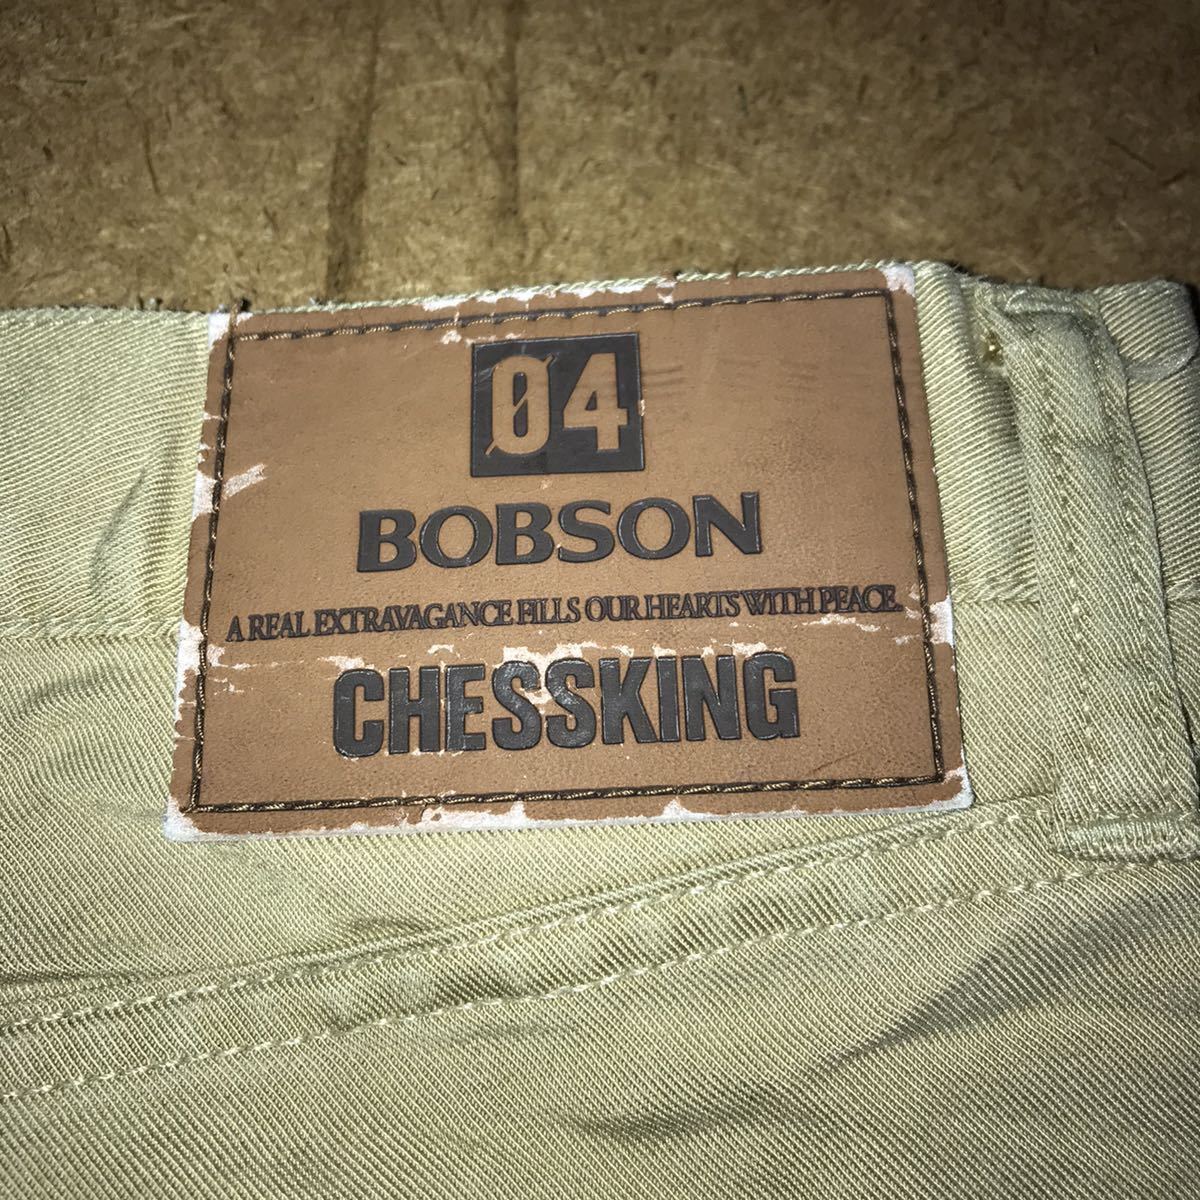 04
BOBSON
A REAL EXTRAVAGANCE FILLS OUR HEARTS WITH PEACE.
CHESSKING